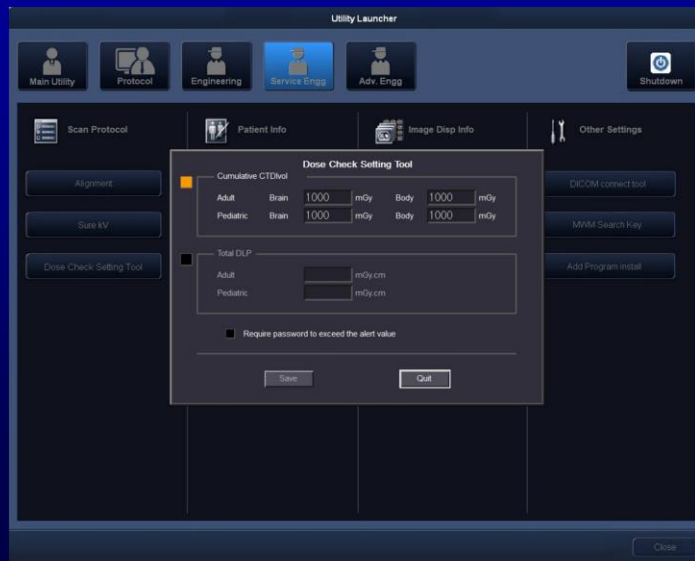 Utility Launcher
Main Utility Protocol Engineering Service Engg Adv. Engg Shutdown
Scan Protocol Patient Info Image Disp Info Other Settings
Alignment DICOM connect tool
Sure kV MWM Search Key
Dose Check Setting Tool Add Program install
Dose Check Setting Tool
Cumulative CTDIvol
Adult Brain 1000 mGy Body 1000 mGy
Pediatric Brain 1000 mGy Body 1000 mGy
Total DLP
Adult mGy.cm
Pediatric mGy.cm
Require password to exceed the alert value
Save Quit
Close